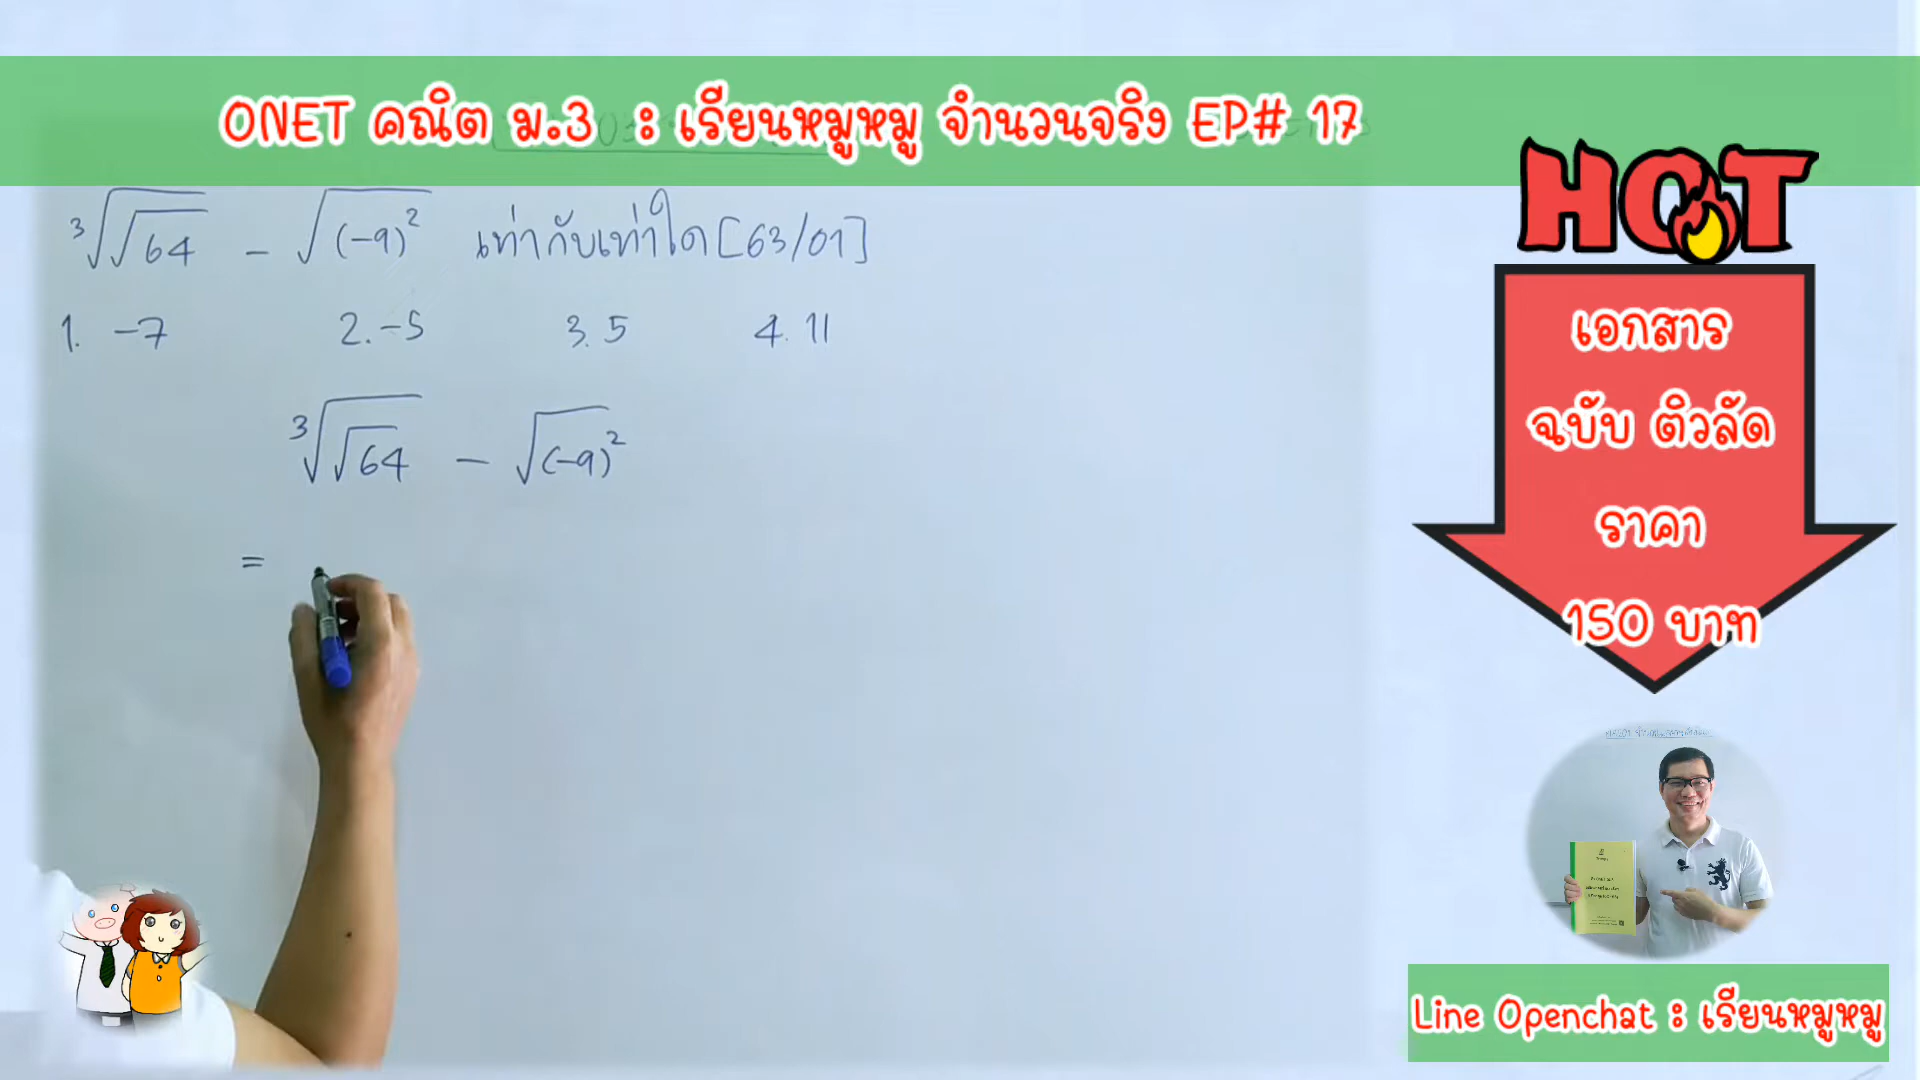 ONET คณิต ม.3 : เรียนหมูหมู จำนวนจริง EP# 17
HOT
³√√64 - √(-9)² เท่ากับเท่าใด [63/01]
1. -7 2. -5 3. 5 4. 11
³√√64 - √(-9)²
=
เอกสาร
ฉบับ ติวลัด
ราคา
150 บาท
Line Openchat : เรียนหมูหมู